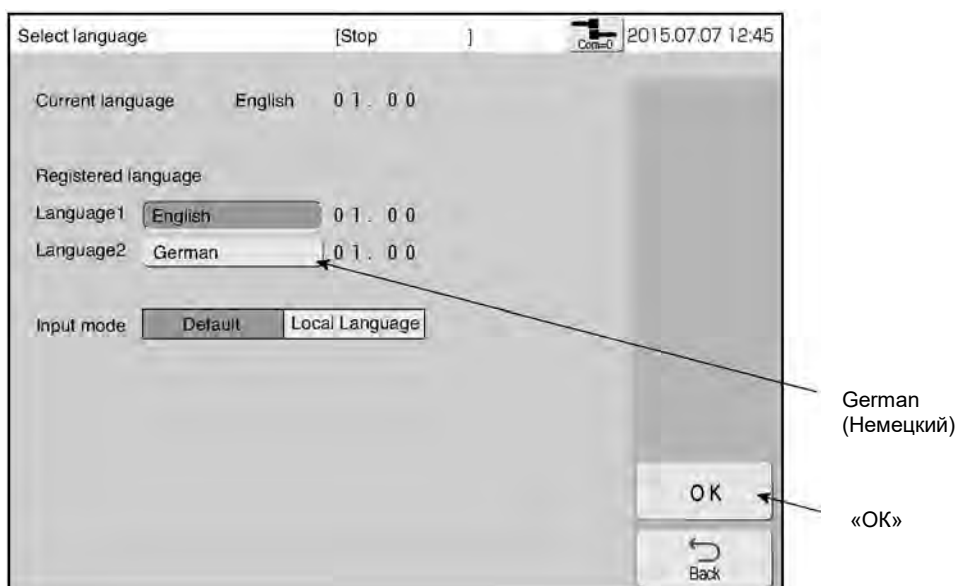 Select language [Stop ] Com=0 2015.07.07 12:45
Current language English 01.00
Registered language
Language1 English 01.00
Language2 German 01.00
Input mode Default Local Language
German
(Немецкий)
OK
«ОК»
Back